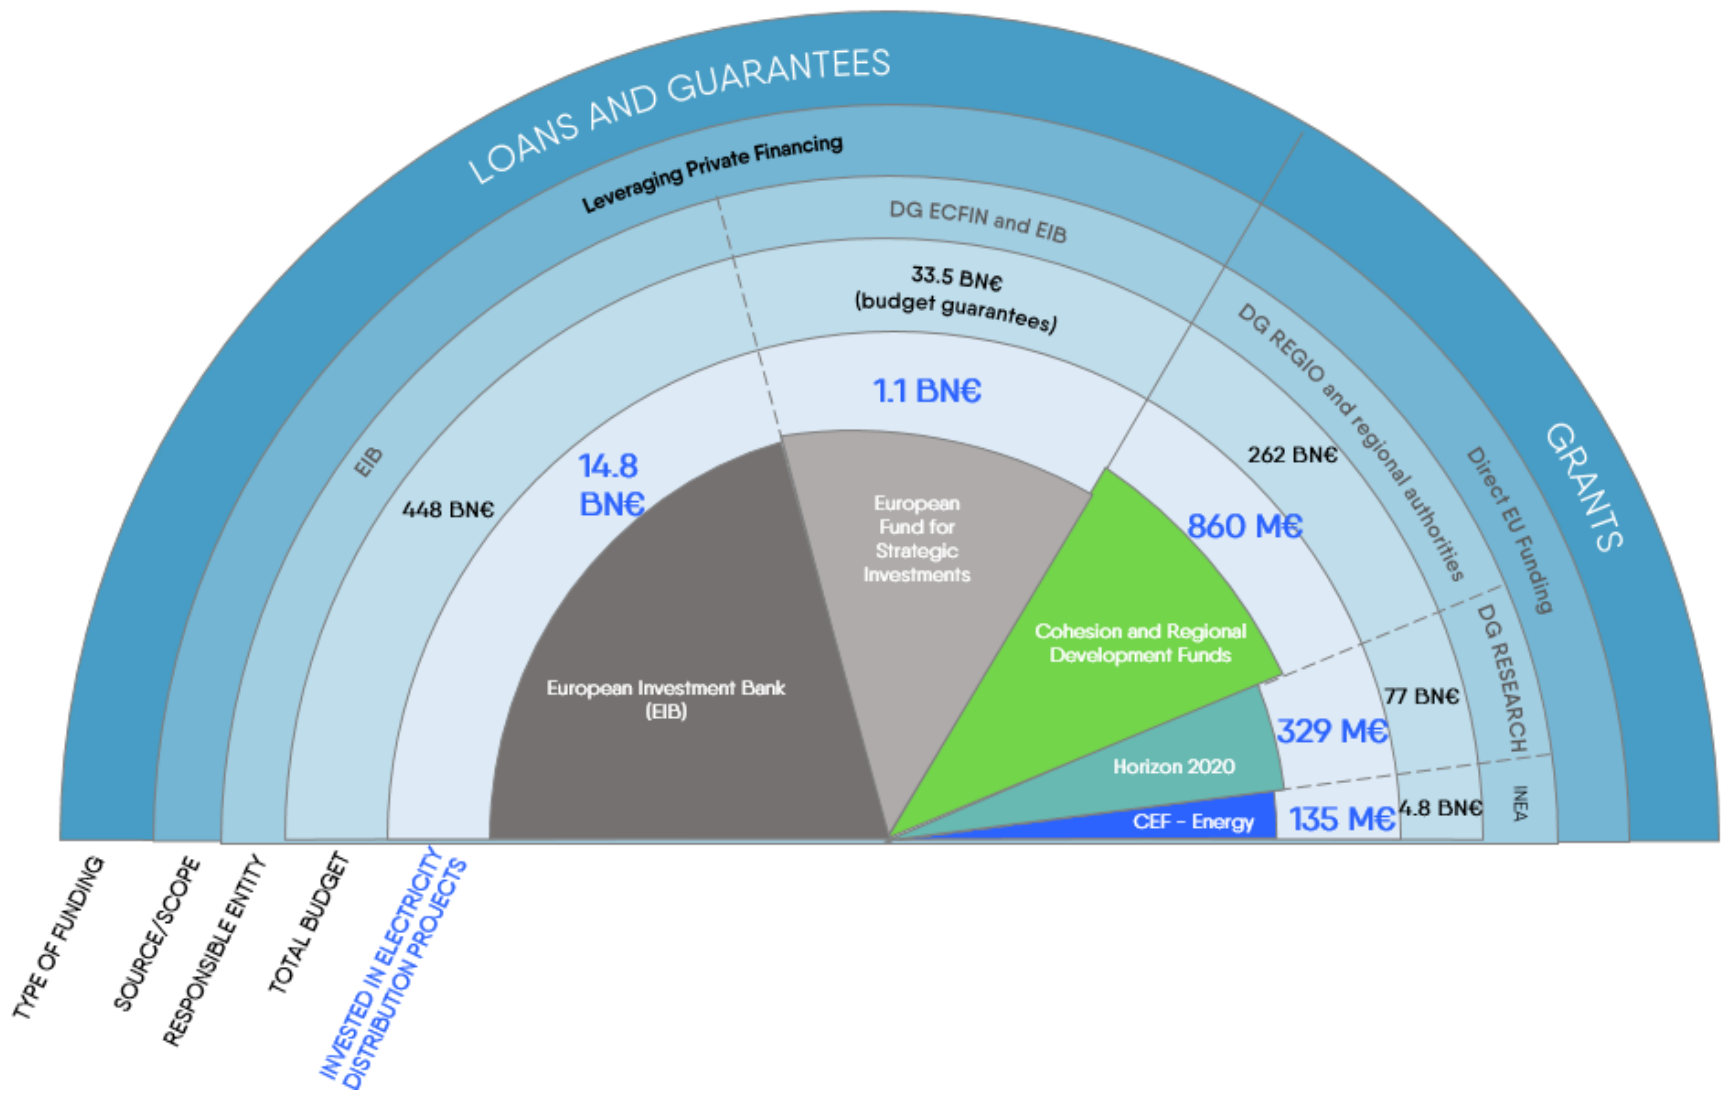 LOANS AND GUARANTEES
GRANTS
Leveraging Private Financing
Direct EU Funding
EIB
DG ECFIN and EIB
DG REGIO and regional authorities
DG RESEARCH
INEA
448 BN€
33.5 BN€
(budget guarantees)
262 BN€
77 BN€
4.8 BN€
14.8
BN€
1.1 BN€
860 M€
329 M€
135 M€
European Investment Bank
(EIB)
European
Fund for
Strategic
Investments
Cohesion and Regional
Development Funds
Horizon 2020
CEF - Energy
TYPE OF FUNDING
SOURCE/SCOPE
RESPONSIBLE ENTITY
TOTAL BUDGET
INVESTED IN ELECTRICITY
DISTRIBUTION PROJECTS